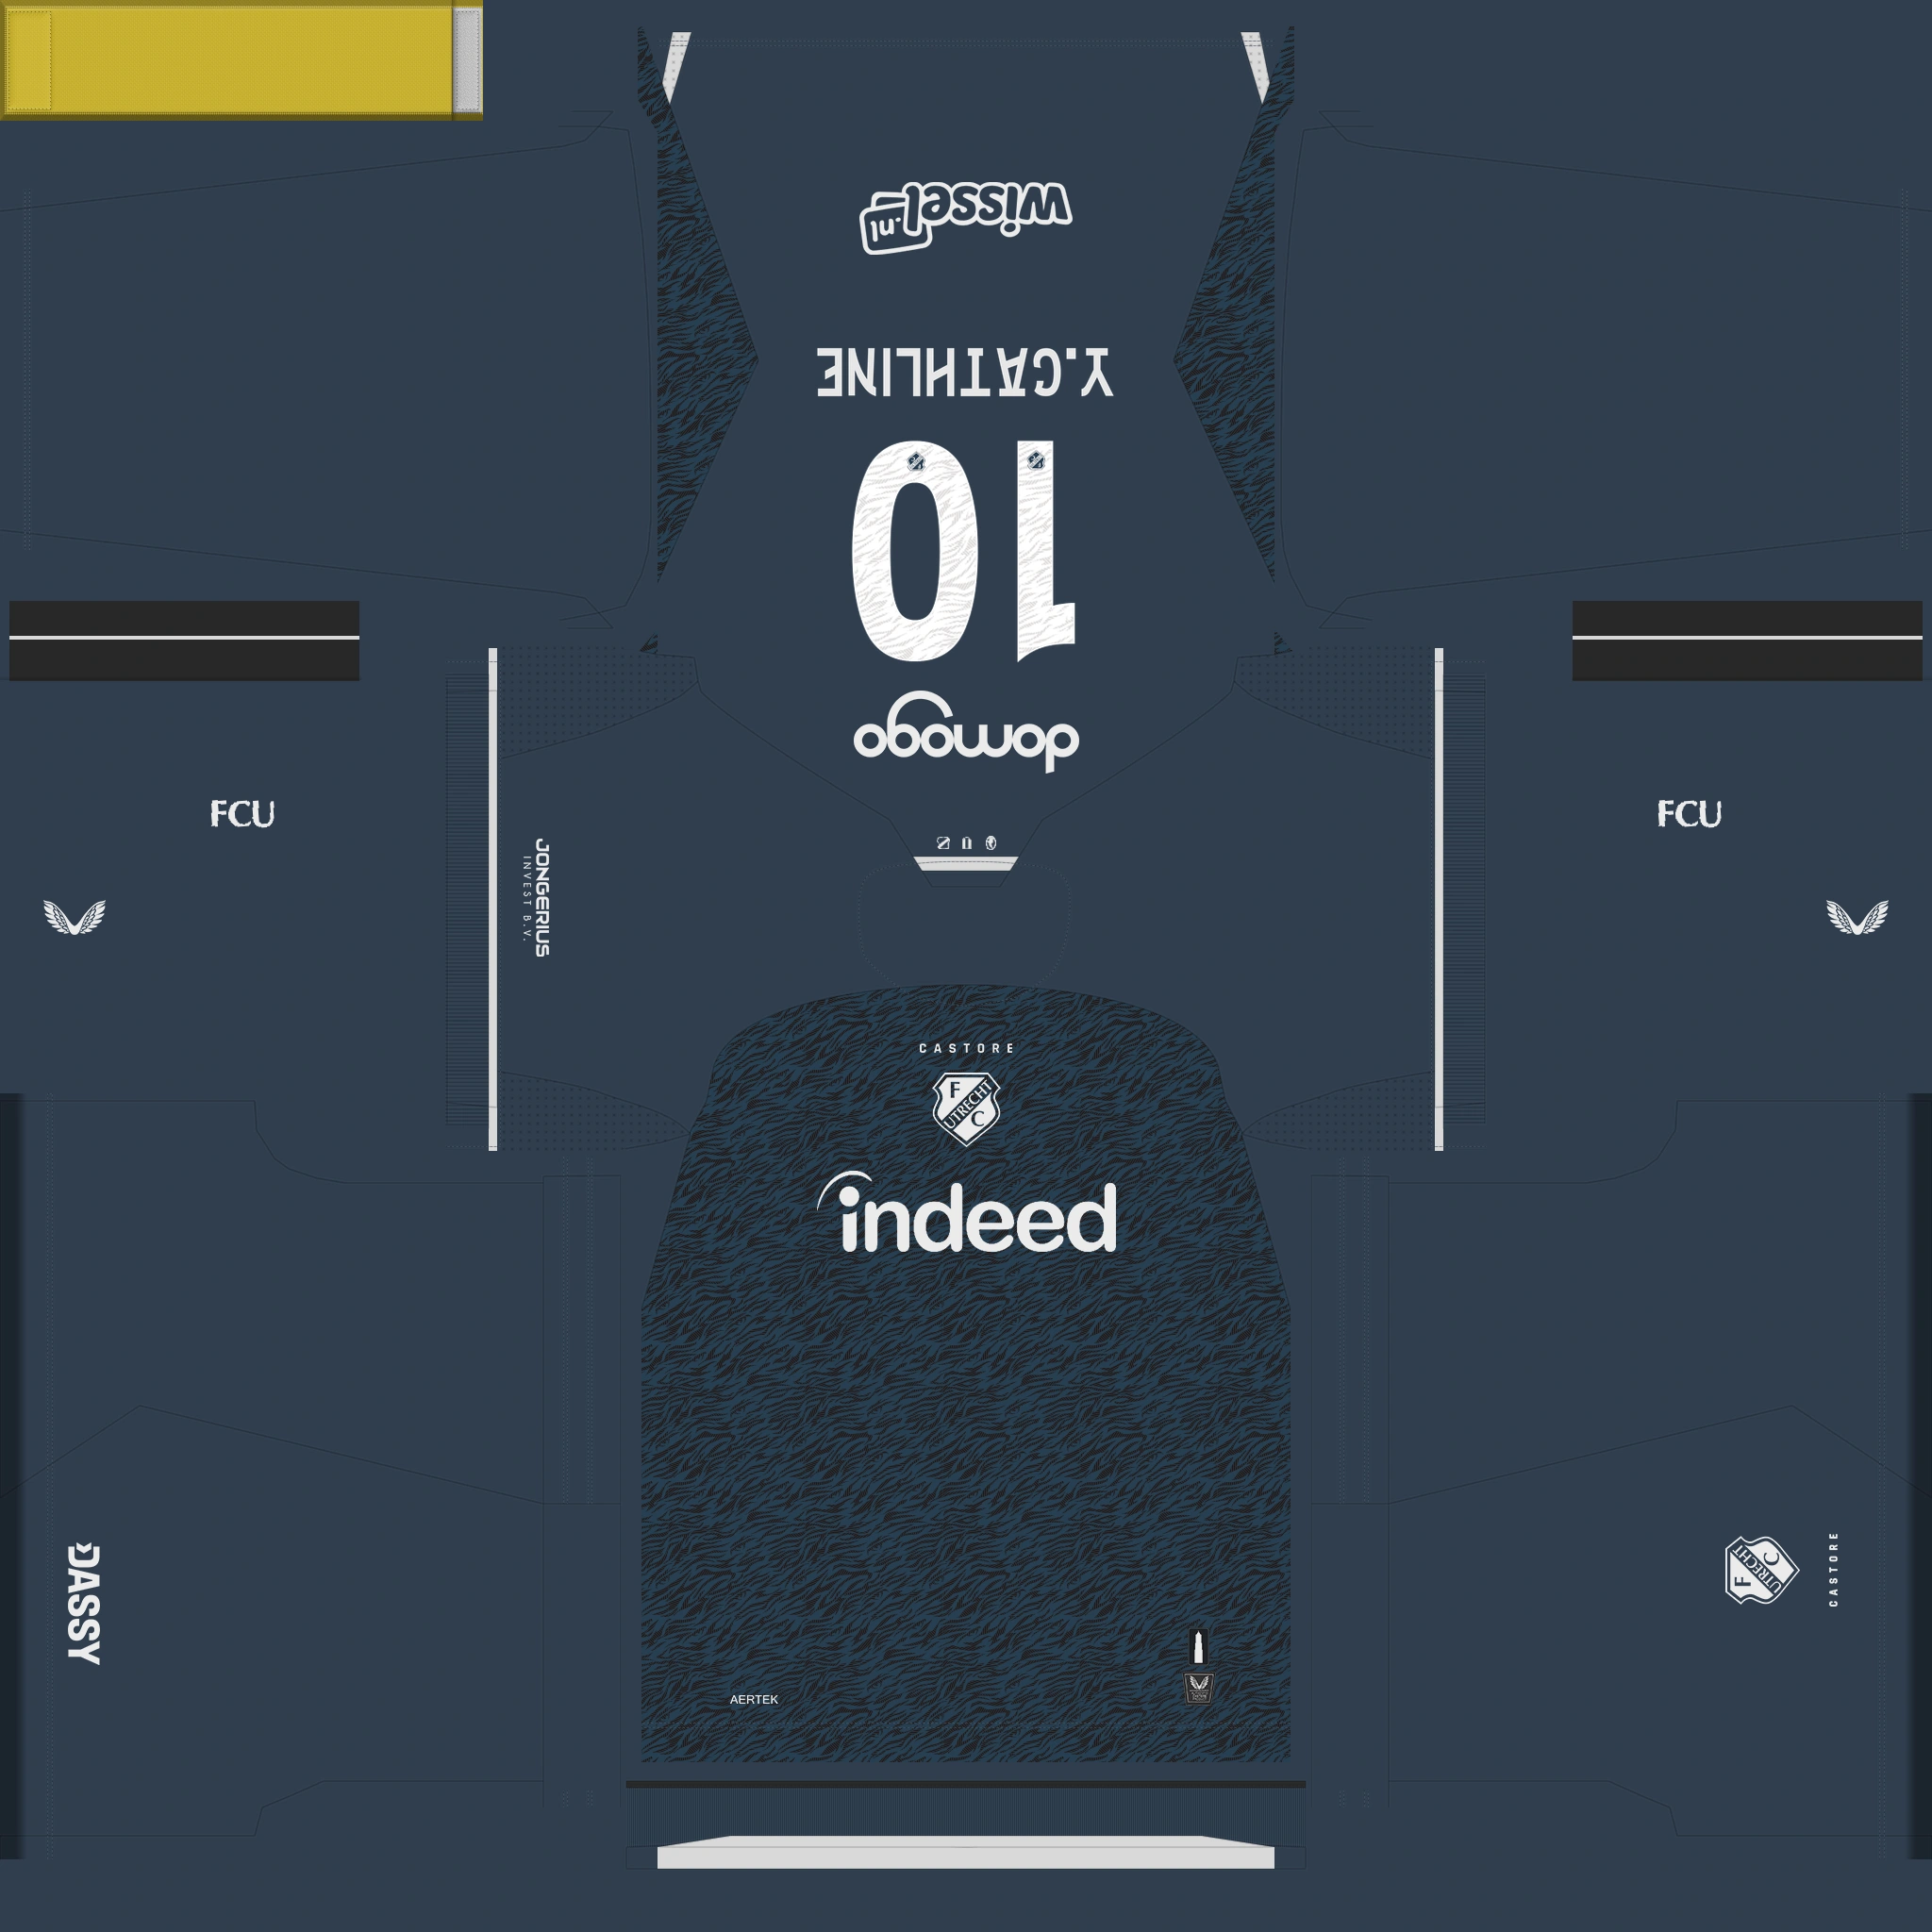 wissel
.nl
Y.CATHLINE
10
domogo
FCU
FCU
JONGERIUS
INVEST B.V.
CASTORE
F
UTRECHT
C
indeed
DASSY
F
UTRECHT
C
CASTORE
AERTEK